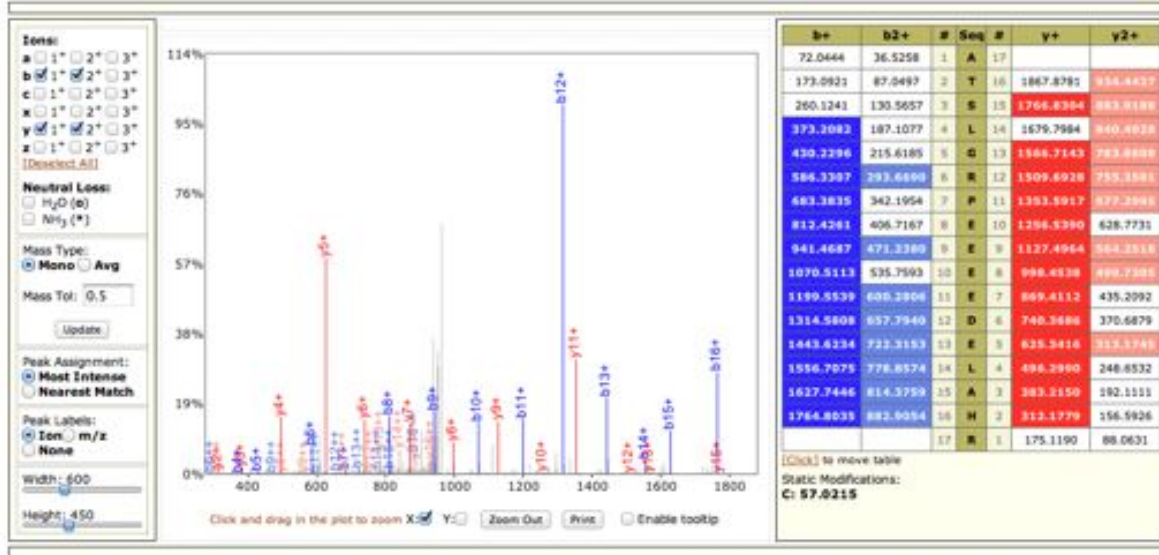 Ions:
a 1+ 2+ 3+
b 1+ 2+ 3+
c 1+ 2+ 3+
x 1+ 2+ 3+
y 1+ 2+ 3+
z 1+ 2+ 3+
[Deselect All]
Neutral Loss:
H2O (o)
NH3 (*)
Mass Type:
Mono Avg
Mass Tol: 0.5
Update
Peak Assignment:
Most Intense
Nearest Match
Peak Labels:
Ion m/z
None
Width: 600
Height: 450
114%
95%
76%
57%
38%
19%
0%
400 600 800 1000 1200 1400 1600 1800
y4+
y5+
b5+
b8+
b9+
y8+
b10+
y9+
b11+
y10+
b12+
y11+
b13+
y12+
b14+
b15+
b16+
y15+
Click and drag in the plot to zoom X: Y: Zoom Out Print Enable tooltip
b+ b2+ # Seq # y+ y2+
72.0444 36.5258 1 A 17
173.0921 87.0497 2 T 16 1867.8781
260.1241 130.5657 3 S 15 1766.8304
373.2082 187.1077 4 L 14 1679.7984
430.2296 215.6185 5 G 13 1566.7143
586.3307 293.6690 6 R 12 1509.6928
683.3835 342.1954 7 P 11 1353.5917
812.4261 406.7167 8 E 10 1256.5390 628.7731
941.4687 471.2380 9 E 9 1127.4964
1070.5113 535.7593 10 E 8 998.4538
1199.5539 600.2806 11 E 7 869.4112 435.2092
1314.5808 657.7940 12 D 6 740.3686 370.6879
1443.6234 722.3153 13 E 5 625.3416
1556.7075 778.8574 14 L 4 496.2990 248.6532
1627.7446 814.3759 15 A 3 383.2150 192.1111
1764.8035 882.9054 16 H 2 312.1779 156.5926
17 R 1 175.1190 88.0631
[Click] to move table
Static Modifications:
C: 57.0215